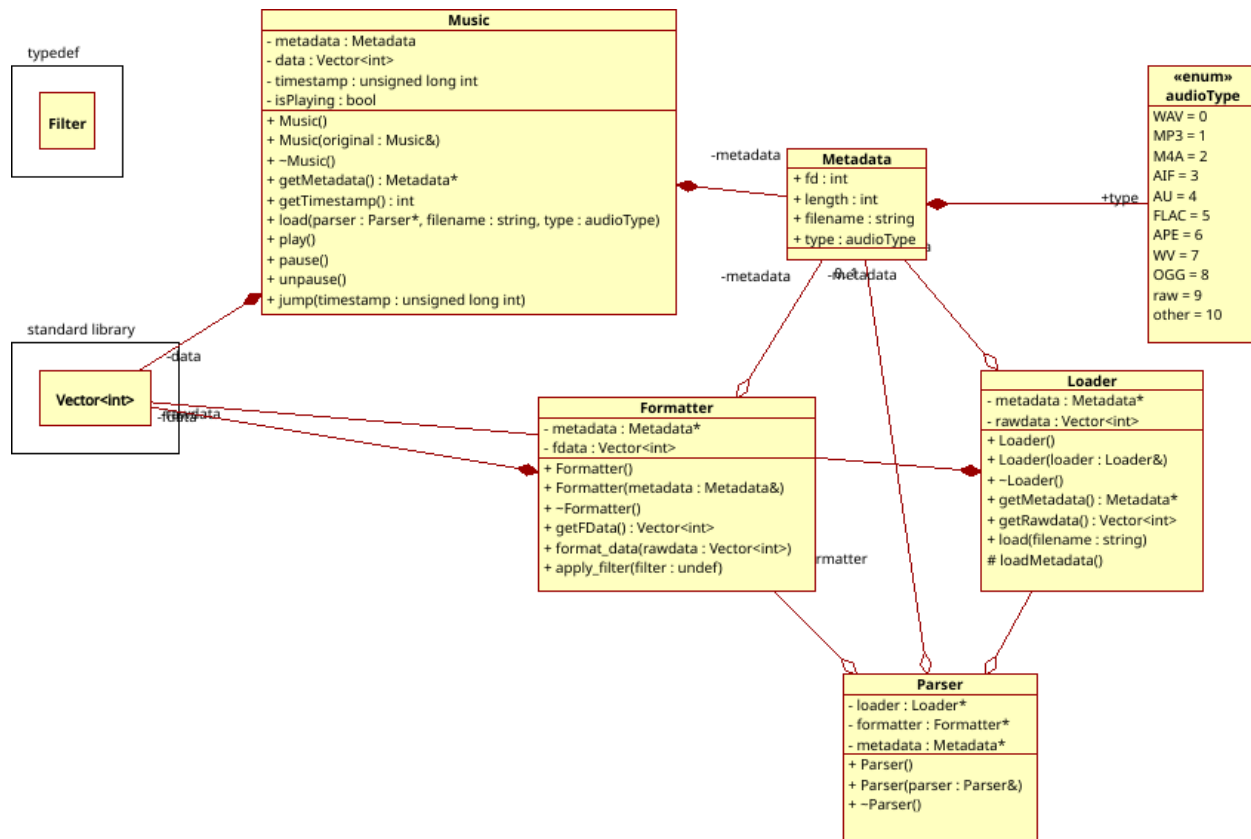 typedef
Filter
Music
- metadata : Metadata
- data : Vector<int>
- timestamp : unsigned long int
- isPlaying : bool
+ Music()
+ Music(original : Music&)
+ ~Music()
+ getMetadata() : Metadata*
+ getTimestamp() : int
+ load(parser : Parser*, filename : string, type : audioType)
+ play()
+ pause()
+ unpause()
+ jump(timestamp : unsigned long int)
-metadata
Metadata
+ fd : int
+ length : int
+ filename : string
+ type : audioType
+type
«enum»
audioType
WAV = 0
MP3 = 1
M4A = 2
AIF = 3
AU = 4
FLAC = 5
APE = 6
WV = 7
OGG = 8
raw = 9
other = 10
-metadata
-metadata
standard library
-data
Vector<int>
Formatter
- metadata : Metadata*
- fdata : Vector<int>
+ Formatter()
+ Formatter(metadata : Metadata&)
+ ~Formatter()
+ getFData() : Vector<int>
+ format_data(rawdata : Vector<int>)
+ apply_filter(filter : undef)
rmatter
Loader
- metadata : Metadata*
- rawdata : Vector<int>
+ Loader()
+ Loader(loader : Loader&)
+ ~Loader()
+ getMetadata() : Metadata*
+ getRawdata() : Vector<int>
+ load(filename : string)
# loadMetadata()
Parser
- loader : Loader*
- formatter : Formatter*
- metadata : Metadata*
+ Parser()
+ Parser(parser : Parser&)
+ ~Parser()